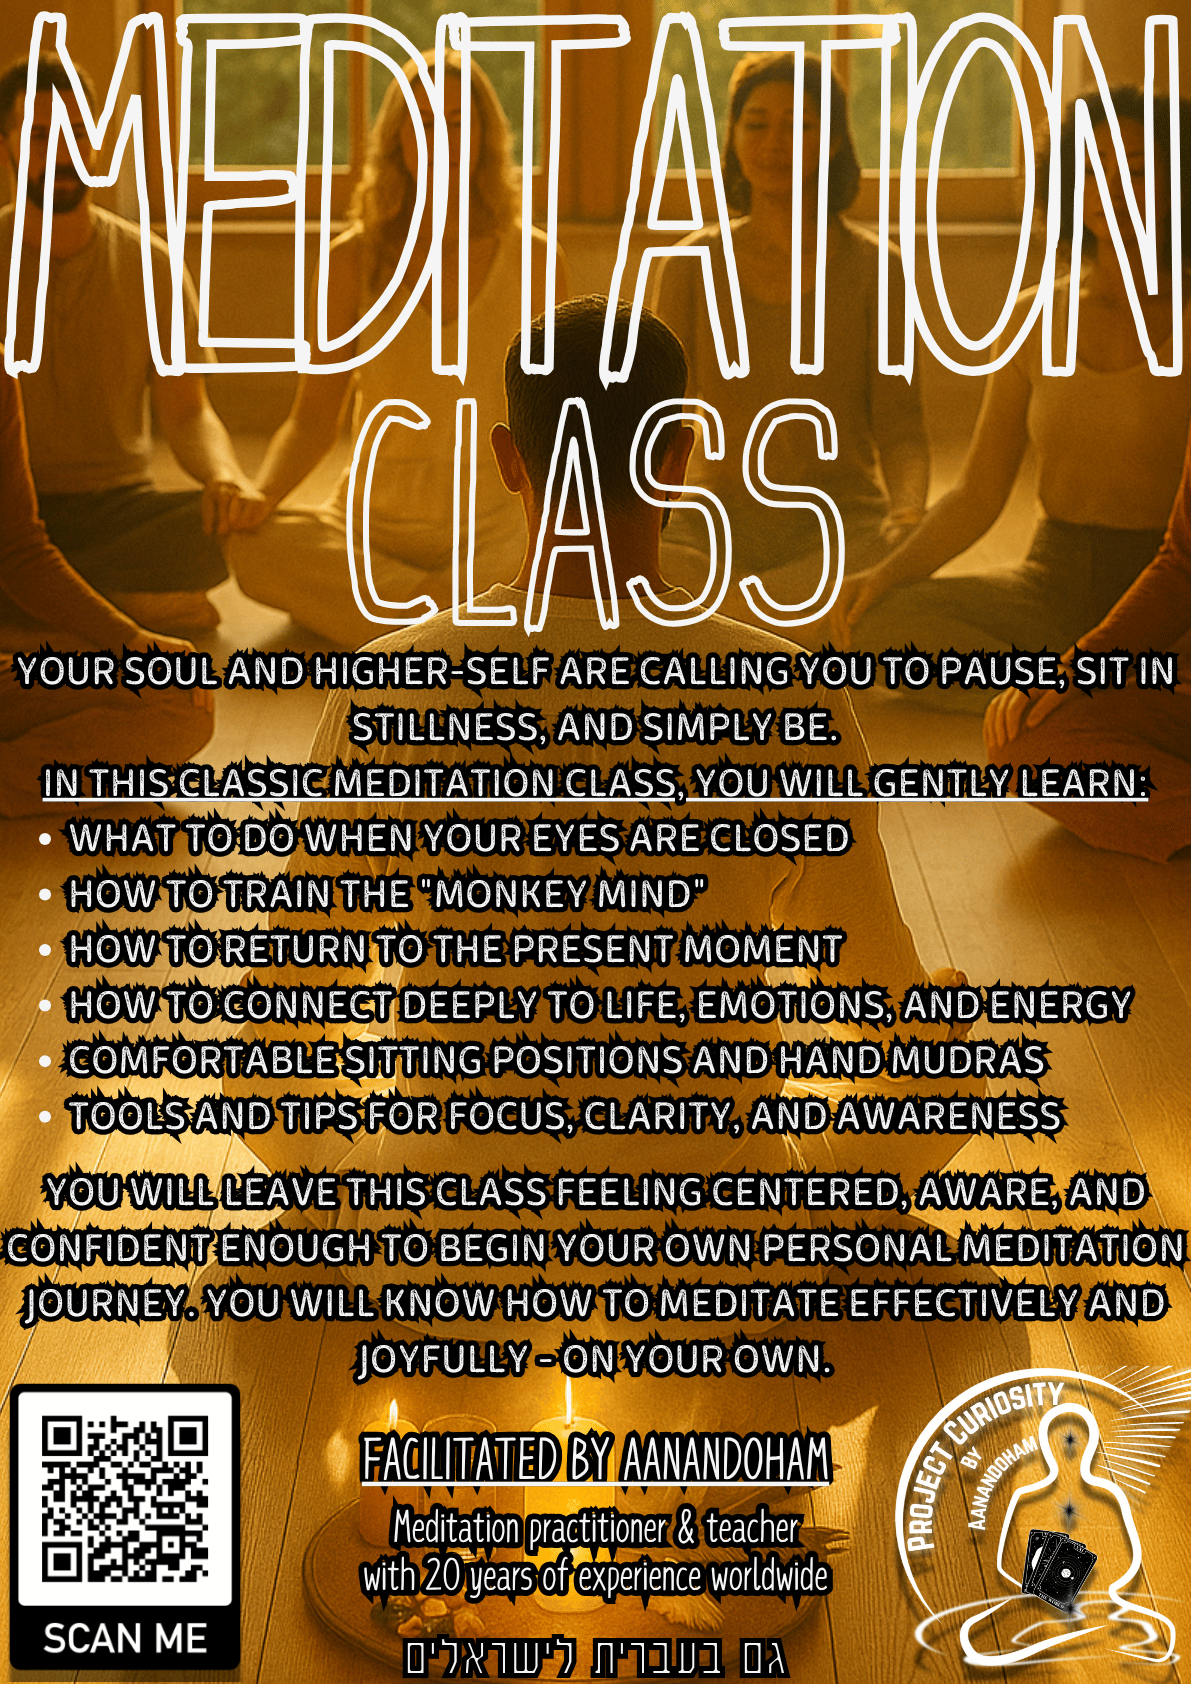 MEDITATION
CLASS
YOUR SOUL AND HIGHER-SELF ARE CALLING YOU TO PAUSE, SIT IN
STILLNESS, AND SIMPLY BE.
IN THIS CLASSIC MEDITATION CLASS, YOU WILL GENTLY LEARN:
• WHAT TO DO WHEN YOUR EYES ARE CLOSED
• HOW TO TRAIN THE "MONKEY MIND"
• HOW TO RETURN TO THE PRESENT MOMENT
• HOW TO CONNECT DEEPLY TO LIFE, EMOTIONS, AND ENERGY
• COMFORTABLE SITTING POSITIONS AND HAND MUDRAS
• TOOLS AND TIPS FOR FOCUS, CLARITY, AND AWARENESS
YOU WILL LEAVE THIS CLASS FEELING CENTERED, AWARE, AND
CONFIDENT ENOUGH TO BEGIN YOUR OWN PERSONAL MEDITATION
JOURNEY. YOU WILL KNOW HOW TO MEDITATE EFFECTIVELY AND
JOYFULLY - ON YOUR OWN.
FACILITATED BY AANANDOHAM
Meditation practitioner & teacher
with 20 years of experience worldwide
גם בעברית לישראלים
SCAN ME
PROJECT CURIOSITY
BY
AANANDOHAM